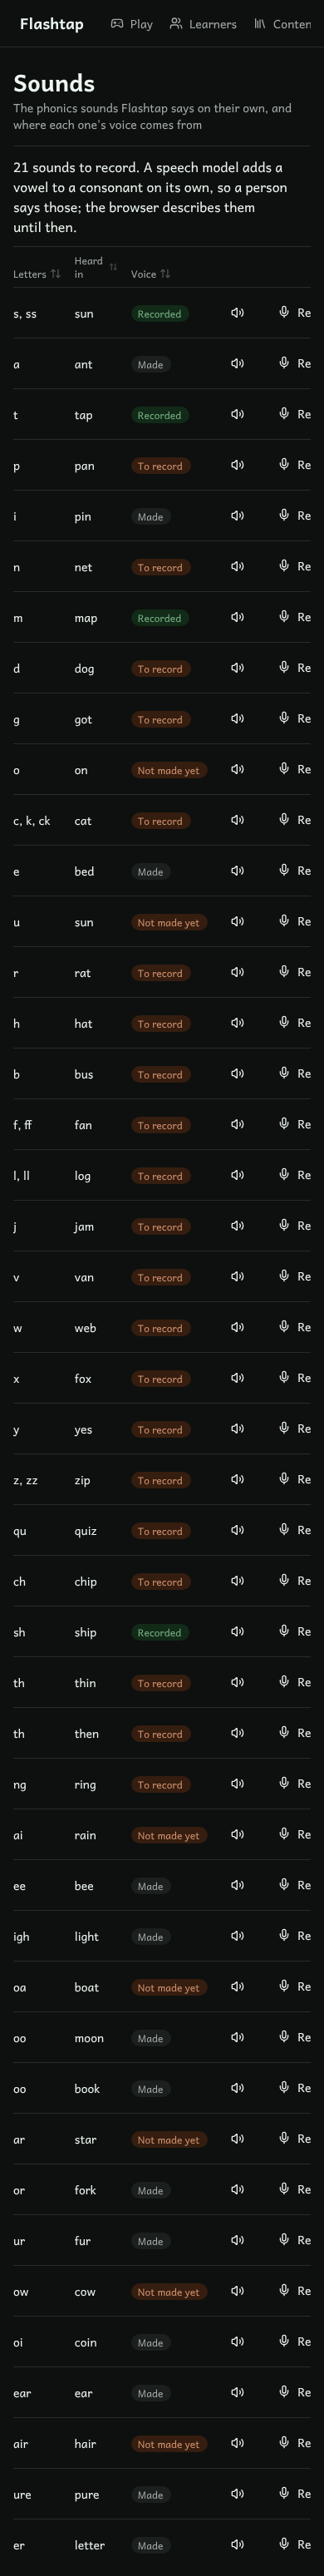 Flashtap Play Learners Conten
Sounds
The phonics sounds Flashtap says on their own, and
where each one's voice comes from
21 sounds to record. A speech model adds a
vowel to a consonant on its own, so a person
says those; the browser describes them
until then.
Letters Heard in Voice
s, ss sun Recorded Re
a ant Made Re
t tap Recorded Re
p pan To record Re
i pin Made Re
n net To record Re
m map Recorded Re
d dog To record Re
g got To record Re
o on Not made yet Re
c, k, ck cat To record Re
e bed Made Re
u sun Not made yet Re
r rat To record Re
h hat To record Re
b bus To record Re
f, ff fan To record Re
l, ll log To record Re
j jam To record Re
v van To record Re
w web To record Re
x fox To record Re
y yes To record Re
z, zz zip To record Re
qu quiz To record Re
ch chip To record Re
sh ship Recorded Re
th thin To record Re
th then To record Re
ng ring To record Re
ai rain Not made yet Re
ee bee Made Re
igh light Made Re
oa boat Not made yet Re
oo moon Made Re
oo book Made Re
ar star Not made yet Re
or fork Made Re
ur fur Made Re
ow cow Not made yet Re
oi coin Made Re
ear ear Made Re
air hair Not made yet Re
ure pure Made Re
er letter Made Re